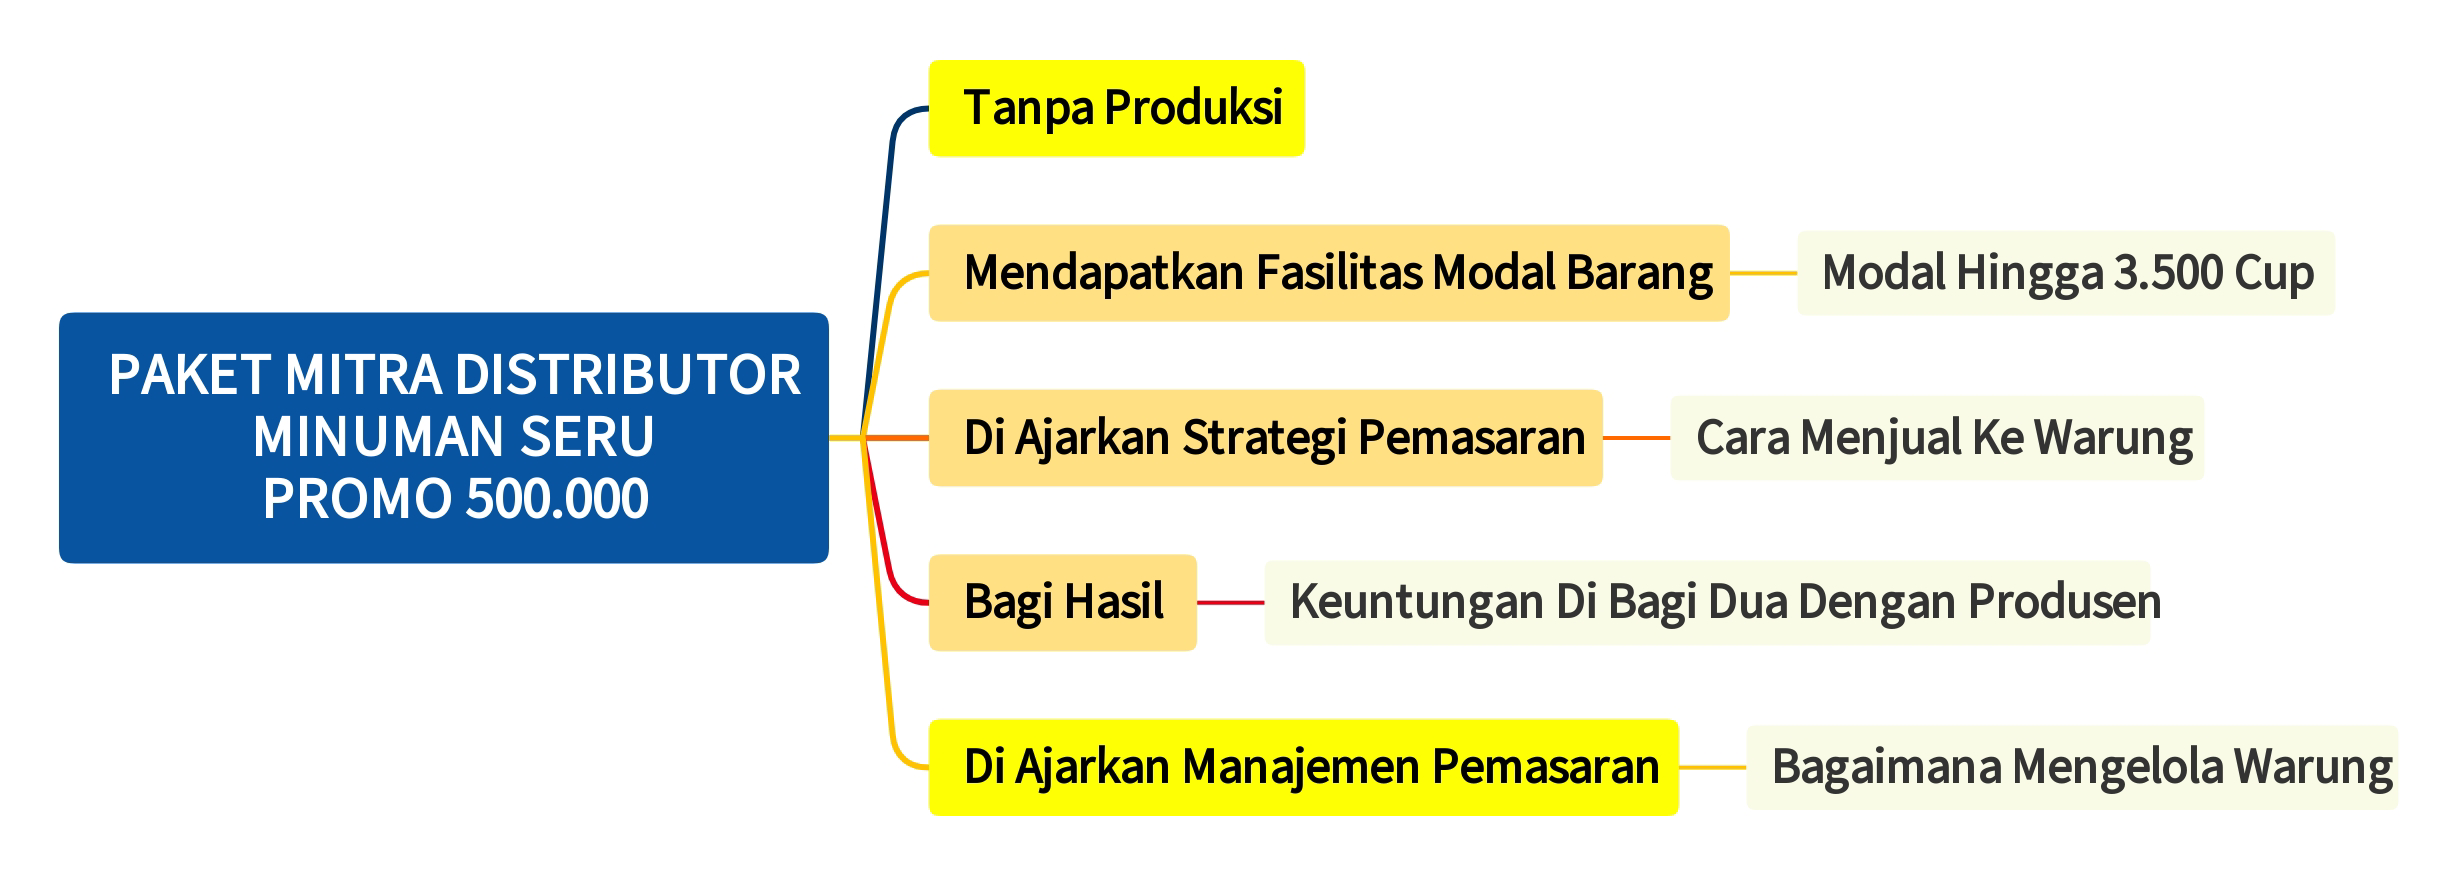 PAKET MITRA DISTRIBUTOR
MINUMAN SERU
PROMO 500.000
Tanpa Produksi
Mendapatkan Fasilitas Modal Barang
Modal Hingga 3.500 Cup
Di Ajarkan Strategi Pemasaran
Cara Menjual Ke Warung
Bagi Hasil
Keuntungan Di Bagi Dua Dengan Produsen
Di Ajarkan Manajemen Pemasaran
Bagaimana Mengelola Warung